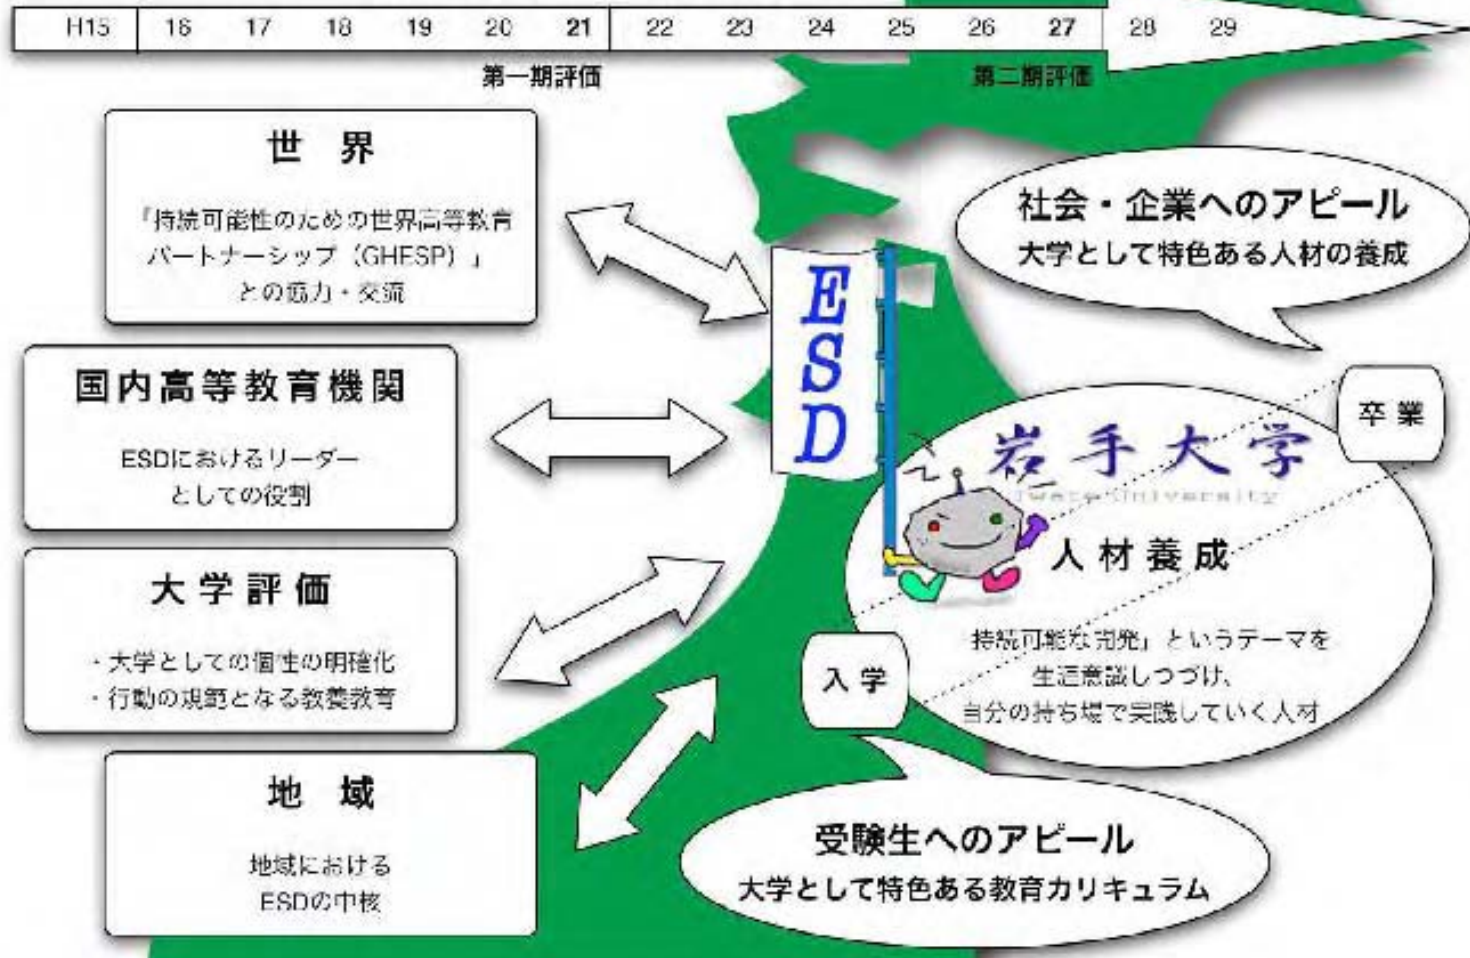 H15 16 17 18 19 20 21 22 23 24 25 26 27 28 29
第一期評価
第二期評価
世 界
「持続可能性のための世界高等教育
パートナーシップ（GHESP）」
との協力・交流
国内高等教育機関
ESDにおけるリーダー
としての役割
大学評価
・大学としての個性の明確化
・行動の規範となる教養教育
地 域
地域における
ESDの中核
ESD
社会・企業へのアピール
大学として特色ある人材の養成
卒業
岩手大学
Iwate University
人材養成
持続可能な開発」というテーマを
生涯意識しつづけ、
自分の持ち場で実践していく人材
入学
受験生へのアピール
大学として特色ある教育カリキュラム